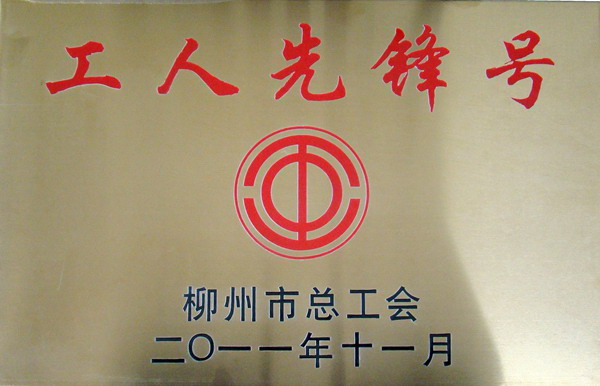 工人先锋号
柳州市总工会
二〇一一年十一月